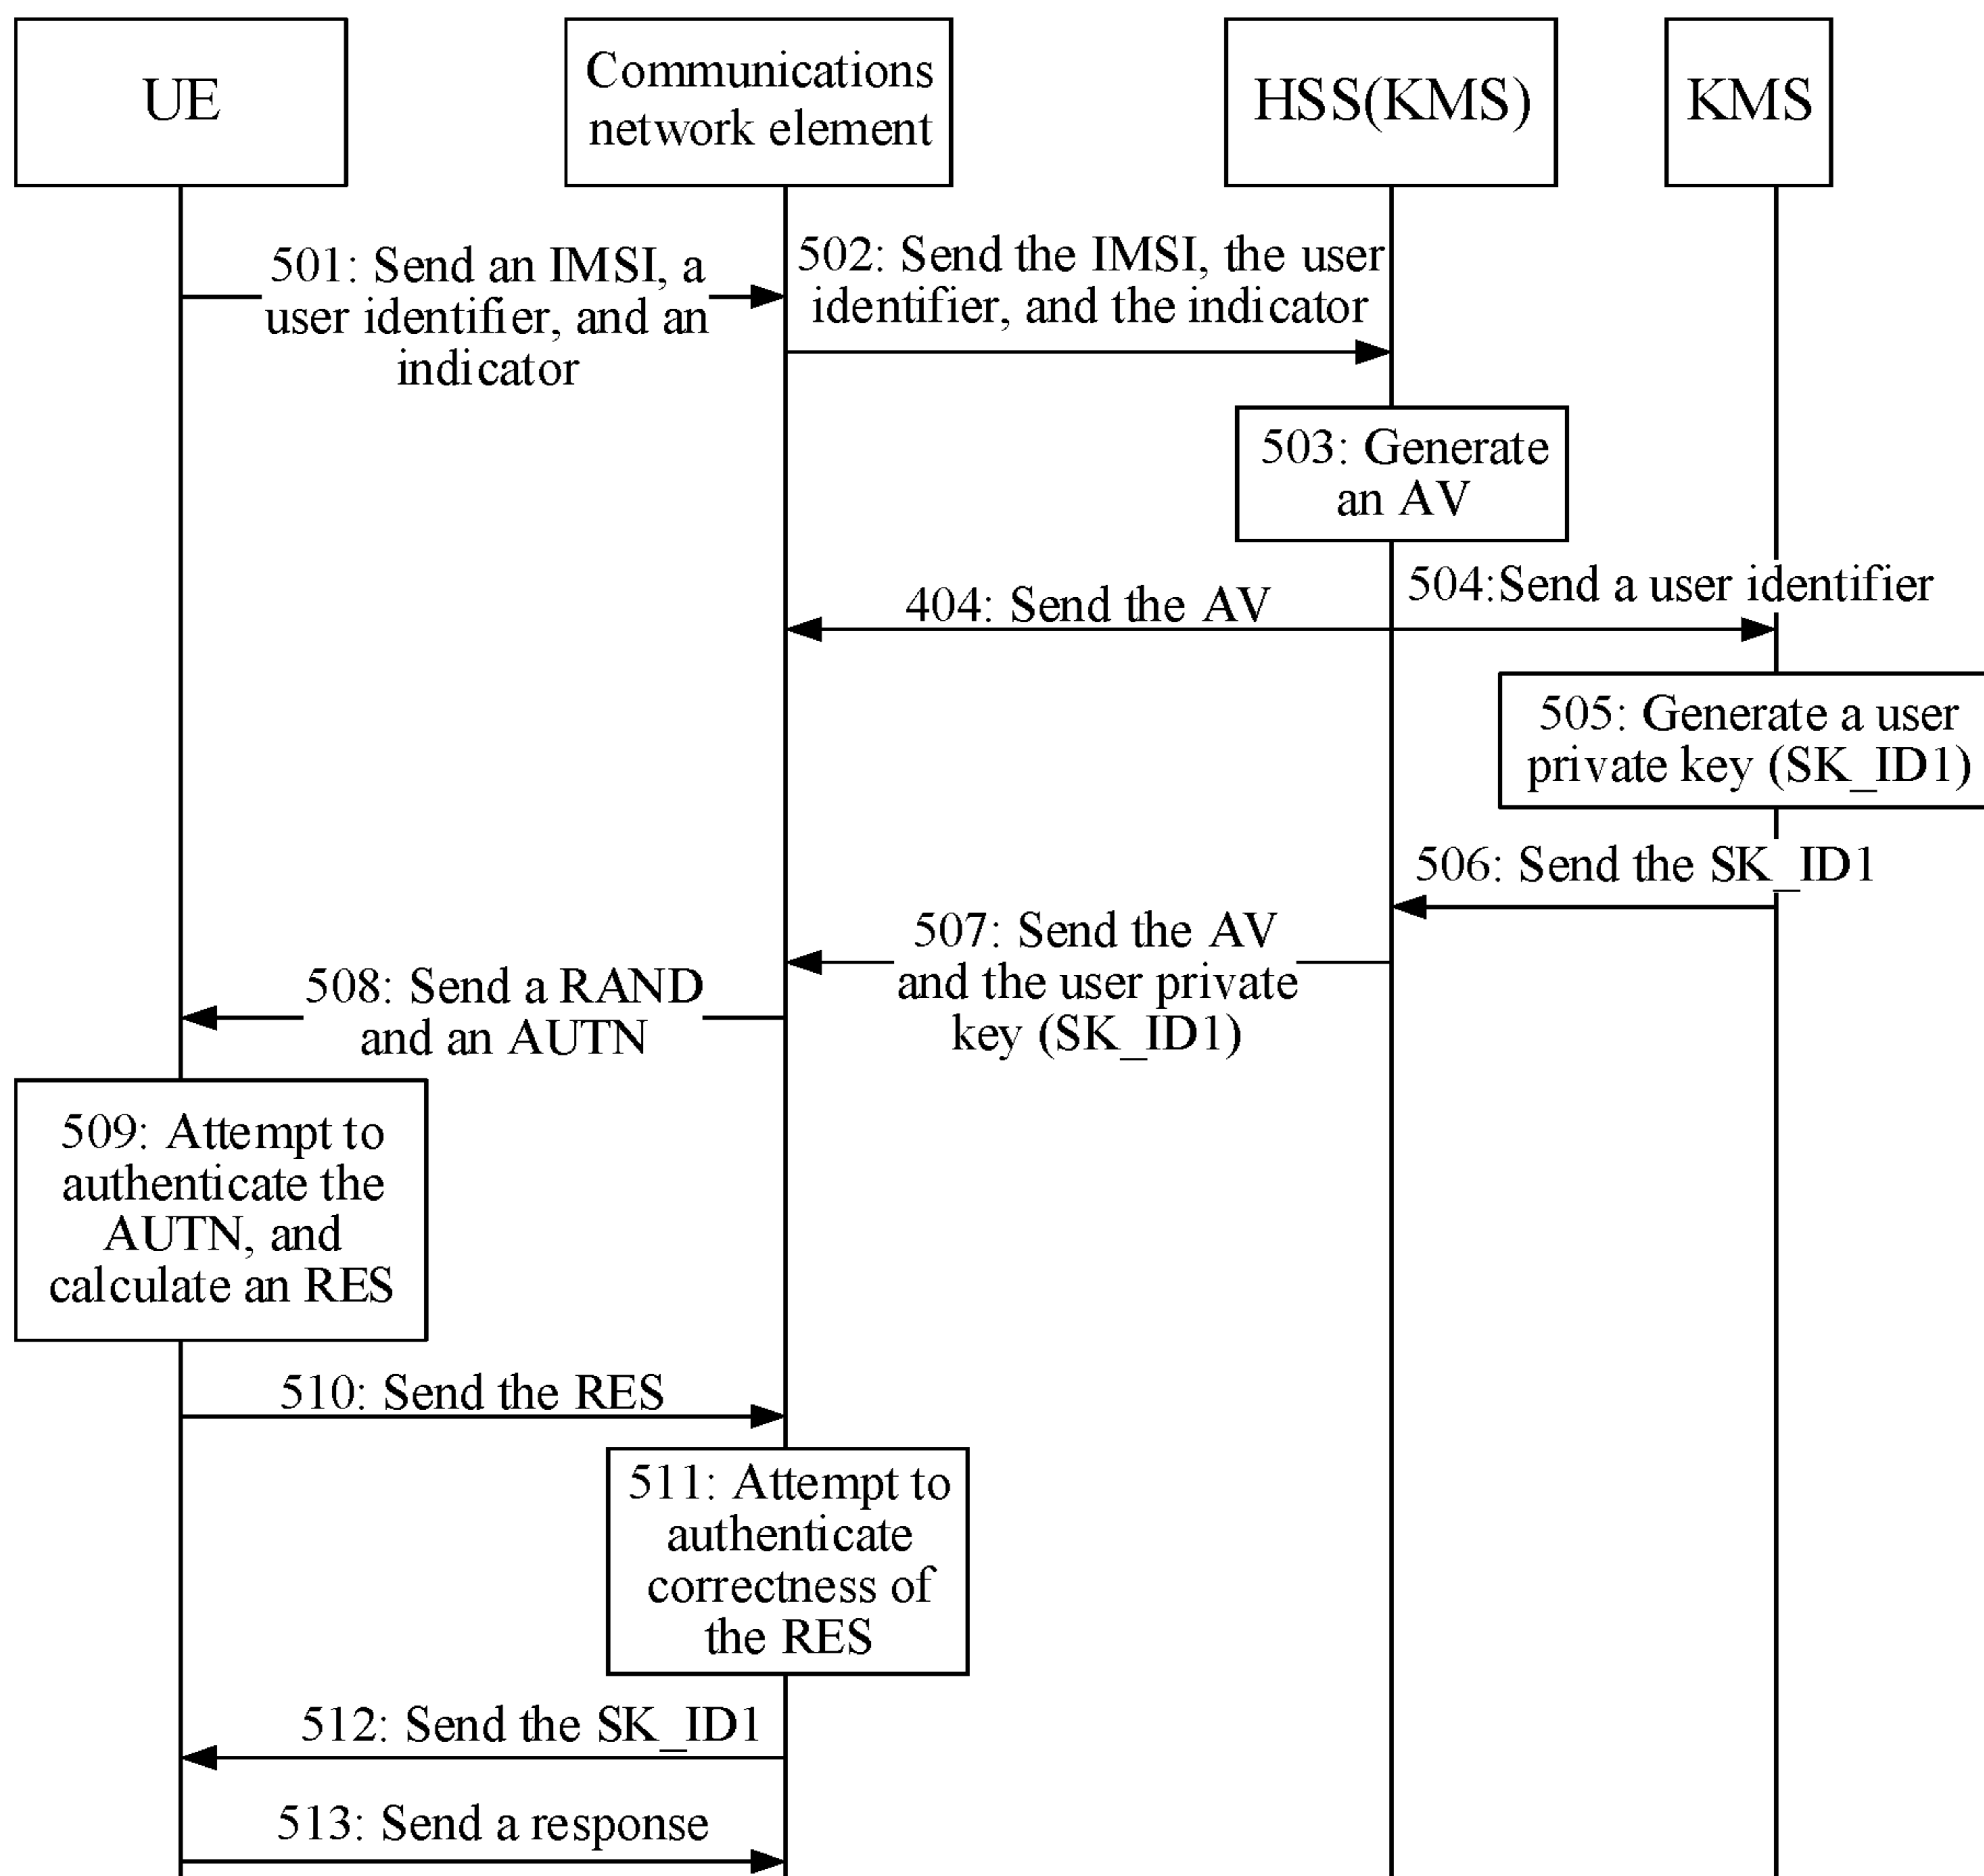 UE
Communications
network element
HSS(KMS)
KMS
501: Send an IMSI, a
user identifier, and an
indicator
502: Send the IMSI, the user
identifier, and the indicator
503: Generate
an AV
404: Send the AV
504:Send a user identifier
505: Generate a user
private key (SK_ID1)
506: Send the SK_ID1
507: Send the AV
and the user private
key (SK_ID1)
508: Send a RAND
and an AUTN
509: Attempt to
authenticate the
AUTN, and
calculate an RES
510: Send the RES
511: Attempt to
authenticate
correctness of
the RES
512: Send the SK_ID1
513: Send a response